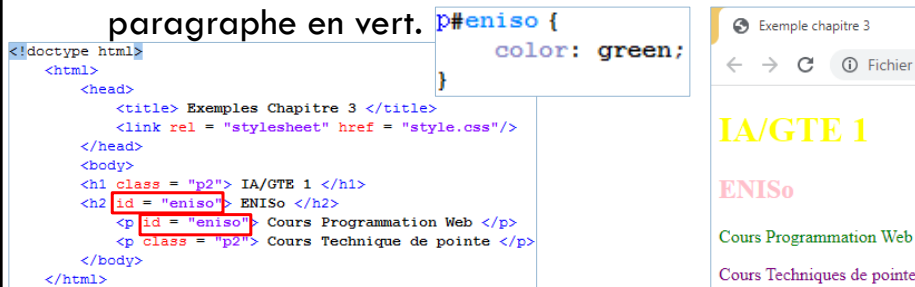 paragraphe en vert.
p#eniso {
color: green;
}
<!doctype html>
<html>
<head>
<title> Exemples Chapitre 3 </title>
<link rel = "stylesheet" href = "style.css"/>
</head>
<body>
<h1 class = "p2"> IA/GTE 1 </h1>
<h2 id = "eniso"> ENISo </h2>
<p id = "eniso"> Cours Programmation Web </p>
<p class = "p2"> Cours Technique de pointe </p>
</body>
</html>
Exemple chapitre 3
Fichier
IA/GTE 1
ENISo
Cours Programmation Web
Cours Techniques de pointe